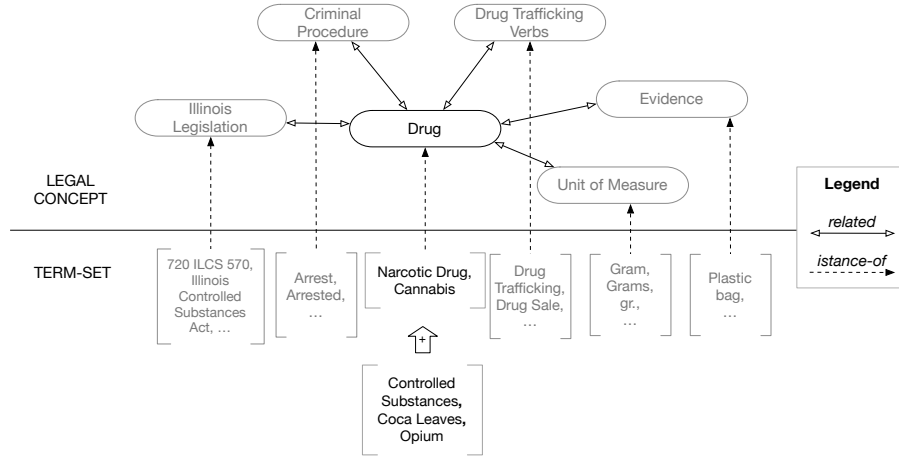 Criminal
Procedure
Drug Trafficking
Verbs
Illinois
Legislation
Drug
Evidence
Unit of Measure
LEGAL
CONCEPT
Legend
related
istance-of
TERM-SET
720 ILCS 570,
Illinois
Controlled
Substances
Act, ...
Arrest,
Arrested,
...
Narcotic Drug,
Cannabis
Drug
Trafficking,
Drug Sale,
...
Gram,
Grams,
gr.,
...
Plastic
bag,
...
+
Controlled
Substances,
Coca Leaves,
Opium